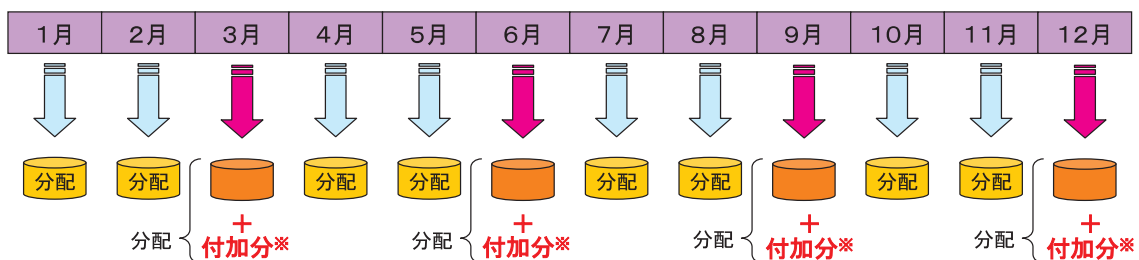 1月 2月 3月 4月 5月 6月 7月 8月 9月 10月 11月 12月
分配 分配 分配 分配 分配 分配 分配 分配
分配 + 付加分※ 分配 + 付加分※ 分配 + 付加分※ 分配 + 付加分※